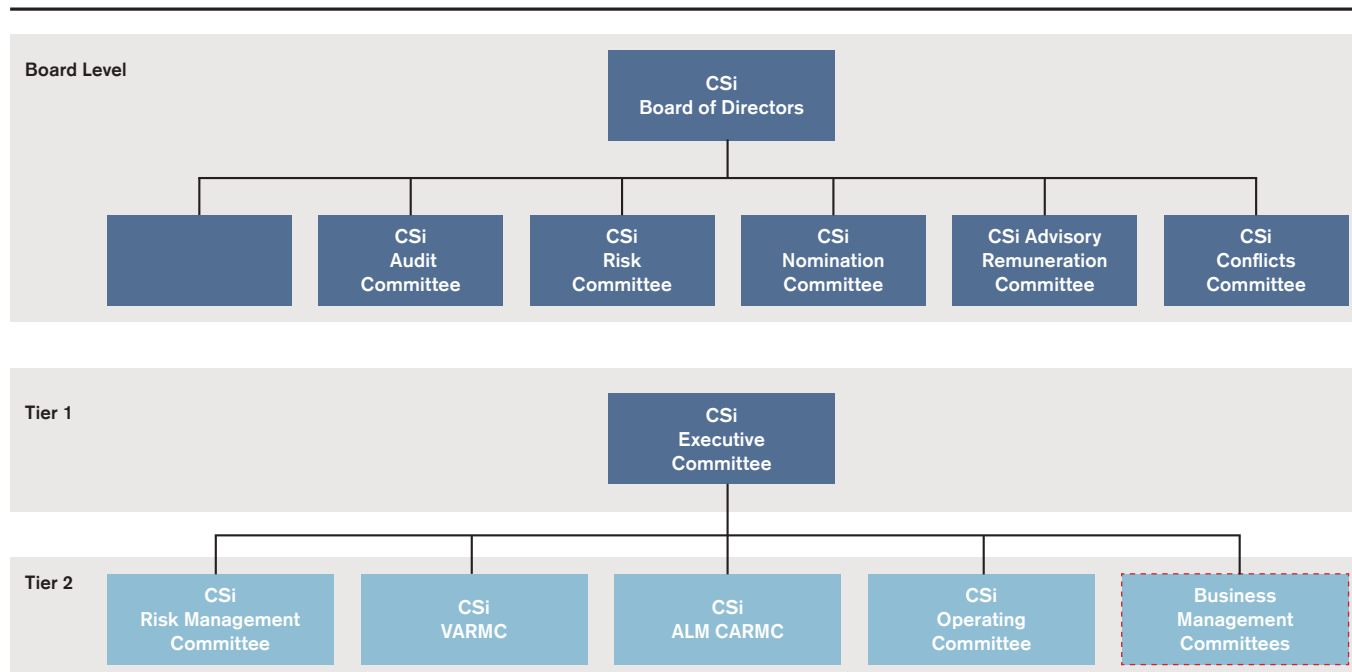 Board Level
CSi
Board of Directors
CSi
Audit
Committee
CSi
Risk
Committee
CSi
Nomination
Committee
CSi Advisory
Remuneration
Committee
CSi
Conflicts
Committee
Tier 1
CSi
Executive
Committee
Tier 2
CSi
Risk Management
Committee
CSi
VARMC
CSi
ALM CARMC
CSi
Operating
Committee
Business
Management
Committees